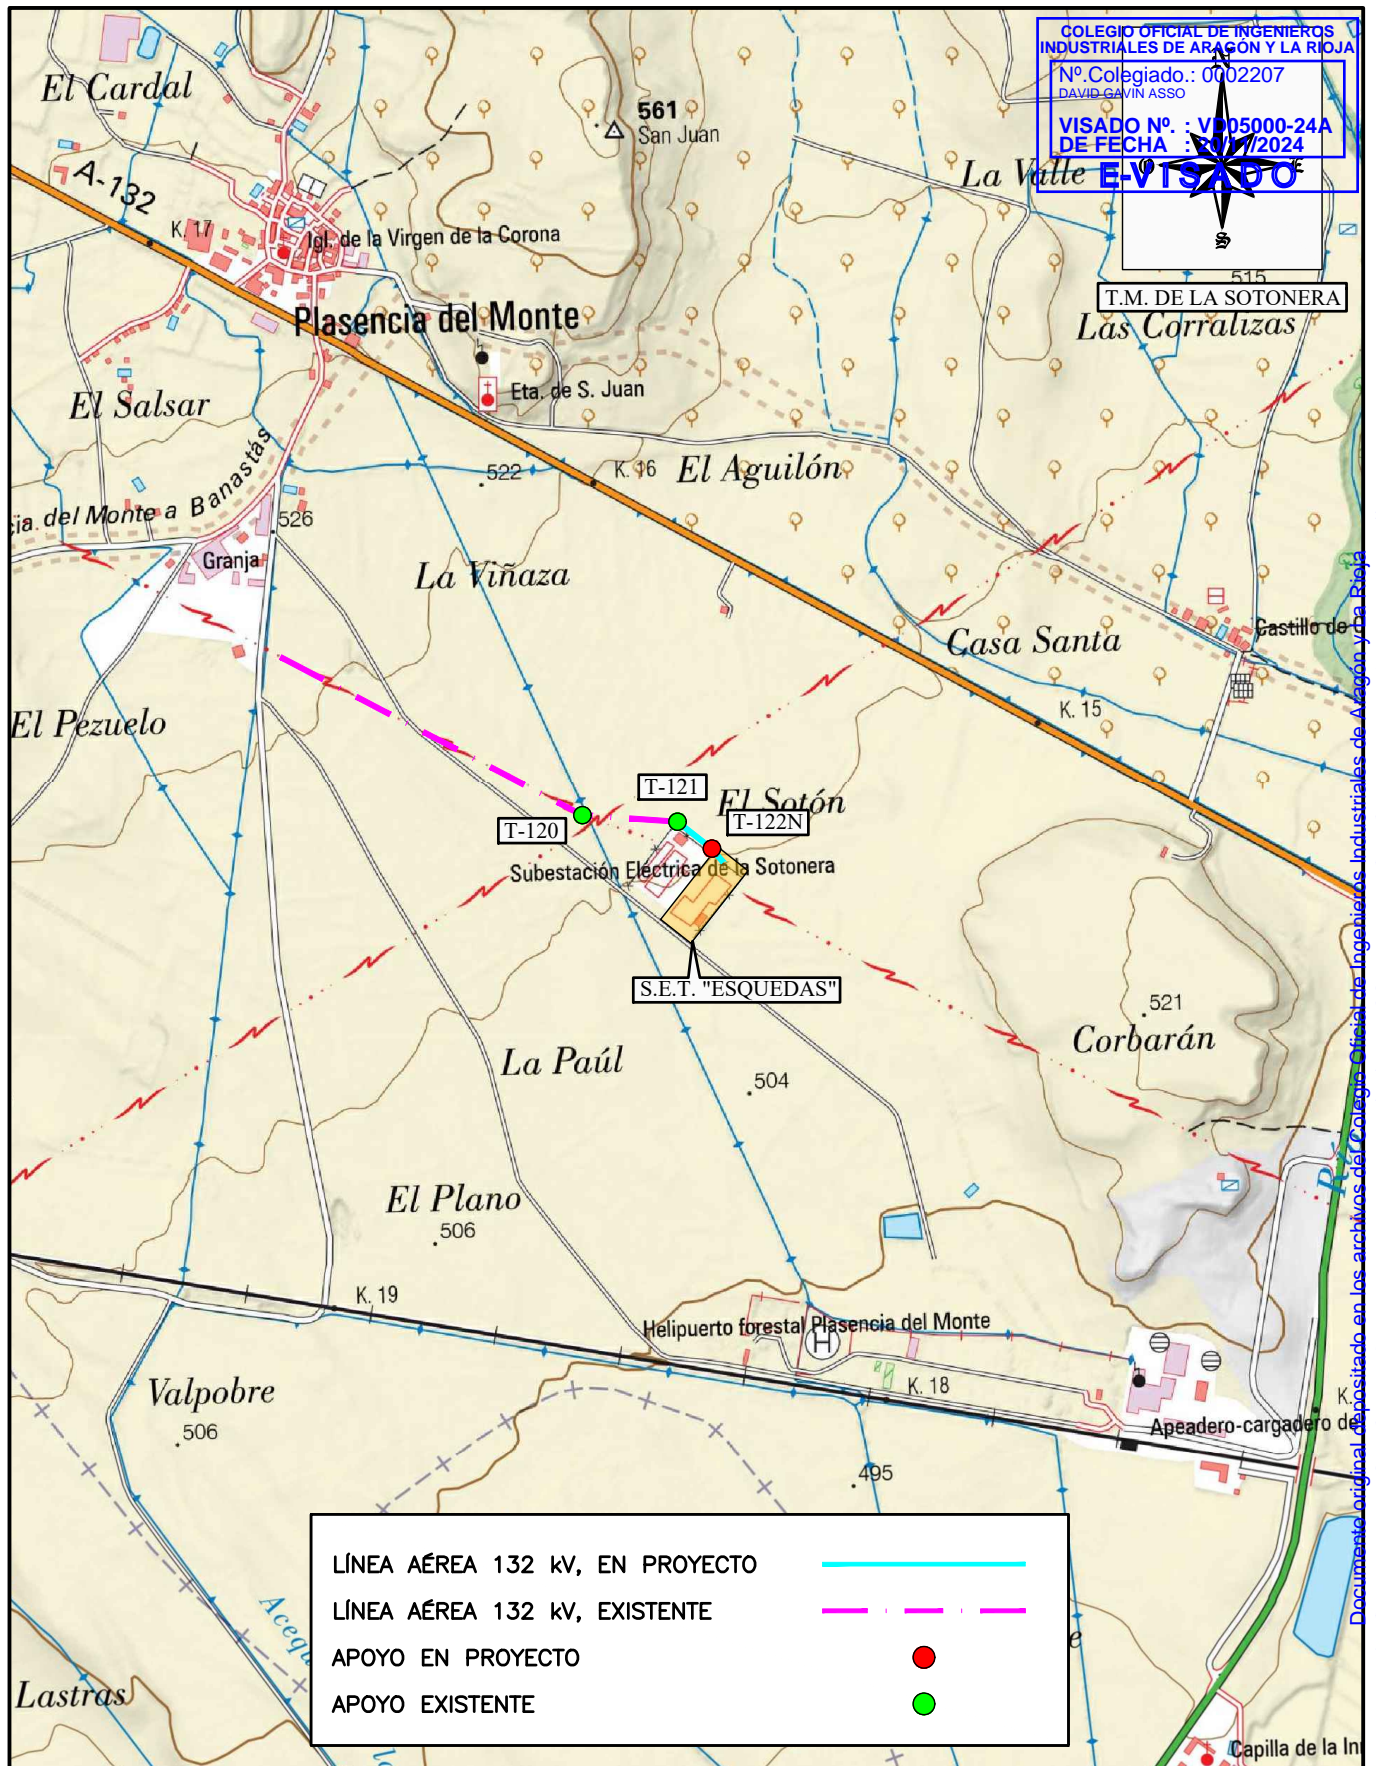 COLEGIO OFICIAL DE INGENIEROS
INDUSTRIALES DE ARAGÓN Y LA RIOJA
Nº.Colegiado.: 0002207
DAVID GAVIN ASSO
VISADO Nº. : VD05000-24A
DE FECHA :
E-VISADO
N
E
S
El Cardal
561
San Juan
La Valle
A-132
K. 17
Igl. de la Virgen de la Corona
515
T.M. DE LA SOTONERA
Plasencia del Monte
Las Corralizas
Eta. de S. Juan
El Salsar
522
K. 16
El Aguilón
cia. del Monte a Banastás
526
Granja
La Viñaza
Casa Santa
Castillo de
El Pezuelo
K. 15
T-121
El Sotón
T-120
T-122N
Subestación Eléctrica de la Sotonera
S.E.T. "ESQUEDAS"
521
Corbarán
La Paúl
504
El Plano
506
K. 19
Helipuerto forestal Plasencia del Monte
H
K. 18
K.
Valpobre
506
Apeadero-cargadero de
495
LÍNEA AÉREA 132 kV, EN PROYECTO
LÍNEA AÉREA 132 kV, EXISTENTE
APOYO EN PROYECTO
APOYO EXISTENTE
Acequ
la
e
Lastras
Capilla de la In
Documento original depositado en los archivos del Colegio Oficial de Ingenieros Industriales de Aragón y La Rioja